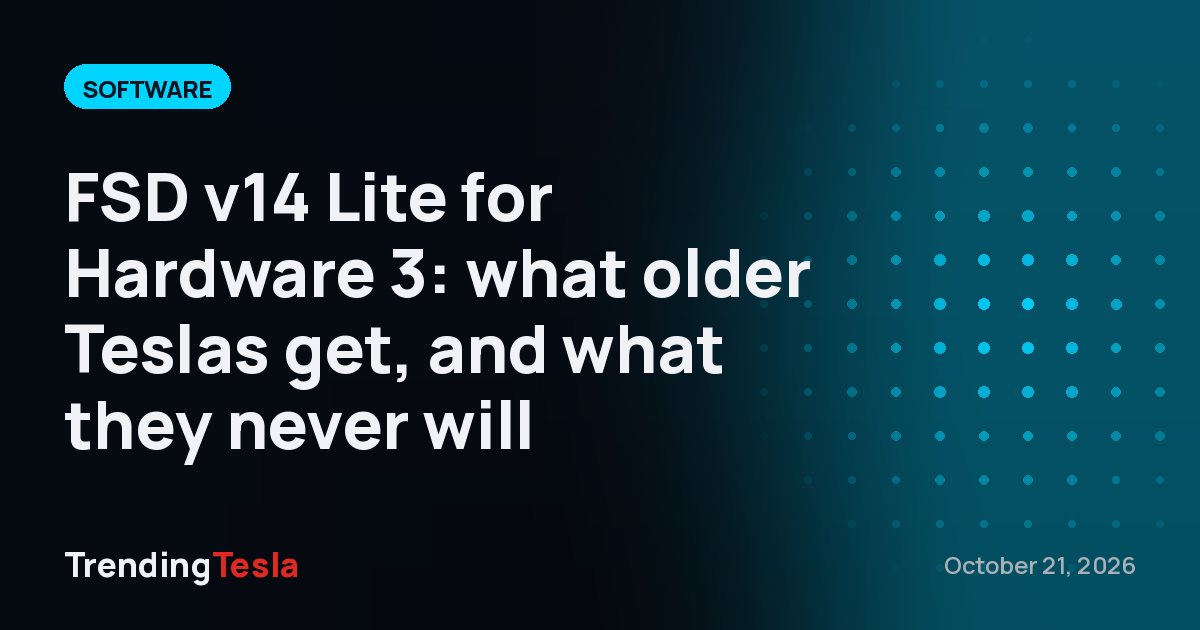 SOFTWARE
FSD v14 Lite for
Hardware 3: what older
Teslas get, and what
they never will
TrendingTesla
October 21, 2026